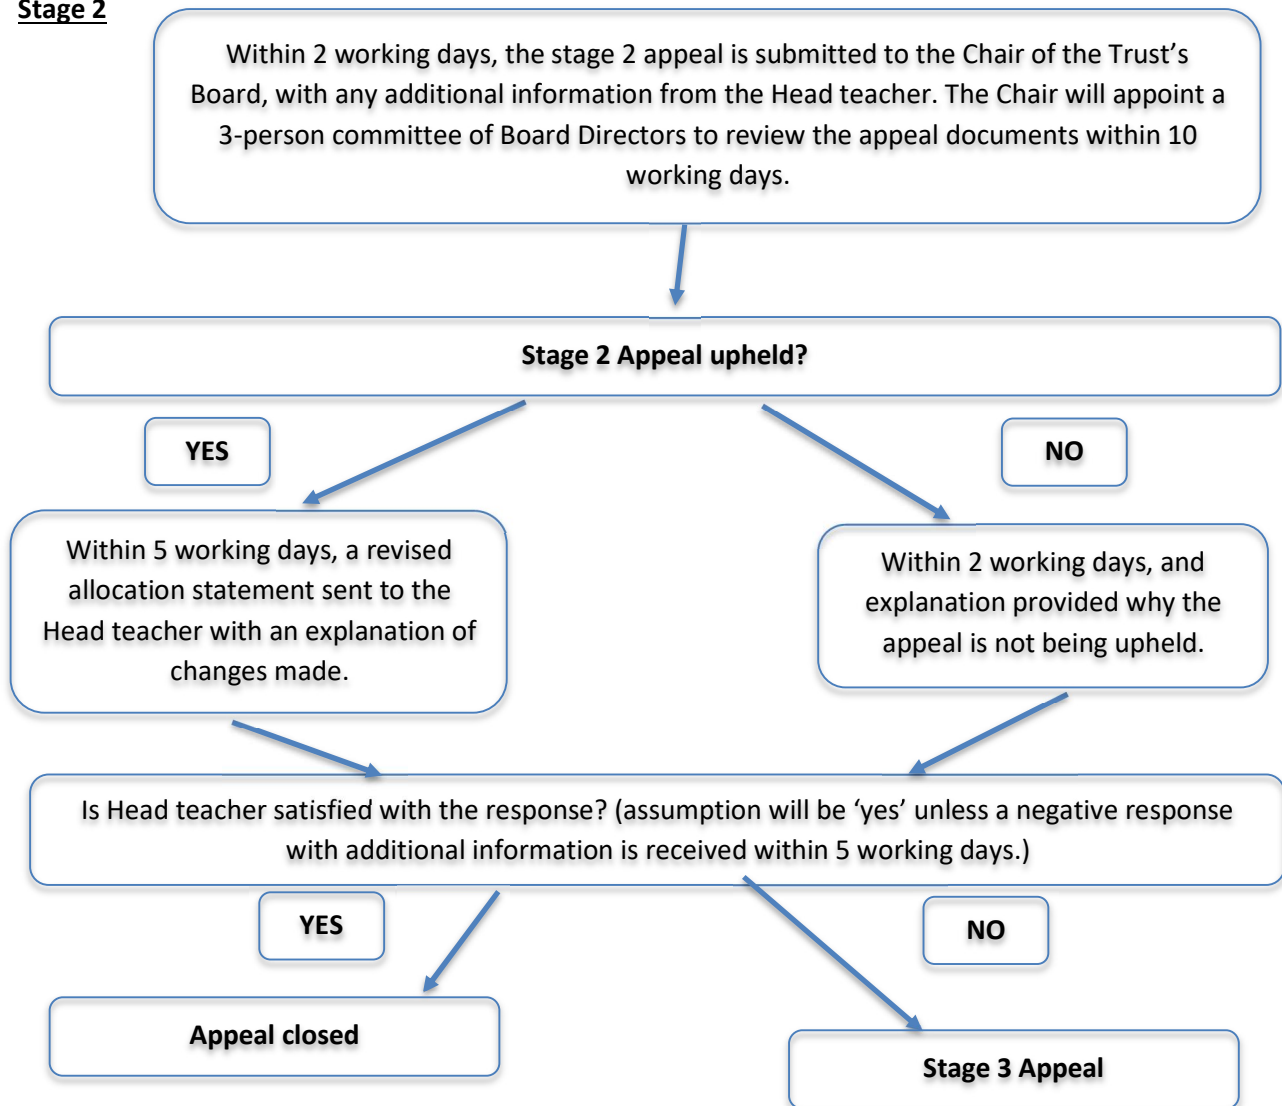 Stage 2
Within 2 working days, the stage 2 appeal is submitted to the Chair of the Trust’s
Board, with any additional information from the Head teacher. The Chair will appoint a
3-person committee of Board Directors to review the appeal documents within 10
working days.
Stage 2 Appeal upheld?
YES
NO
Within 5 working days, a revised
allocation statement sent to the
Head teacher with an explanation of
changes made.
Within 2 working days, and
explanation provided why the
appeal is not being upheld.
Is Head teacher satisfied with the response? (assumption will be ‘yes’ unless a negative response
with additional information is received within 5 working days.)
YES
NO
Appeal closed
Stage 3 Appeal